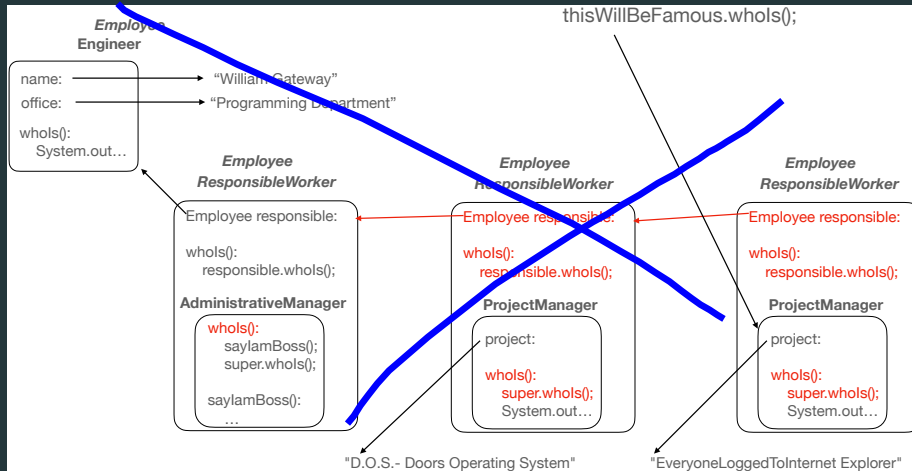 thisWillBeFamous.whoIs();
Employee
Engineer
name:
"William Gateway"
office:
"Programming Department"
whoIs():
System.out…
Employee
ResponsibleWorker
Employee responsible:
whoIs():
responsible.whoIs();
AdministrativeManager
whoIs():
sayIamBoss();
super.whoIs();
sayIamBoss():
…
Employee
ResponsibleWorker
Employee responsible:
whoIs():
responsible.whoIs();
ProjectManager
project:
whoIs():
super.whoIs();
System.out…
"D.O.S.- Doors Operating System"
Employee
ResponsibleWorker
Employee responsible:
whoIs():
responsible.whoIs();
ProjectManager
project:
whoIs():
super.whoIs();
System.out…
"EveryoneLoggedToInternet Explorer"